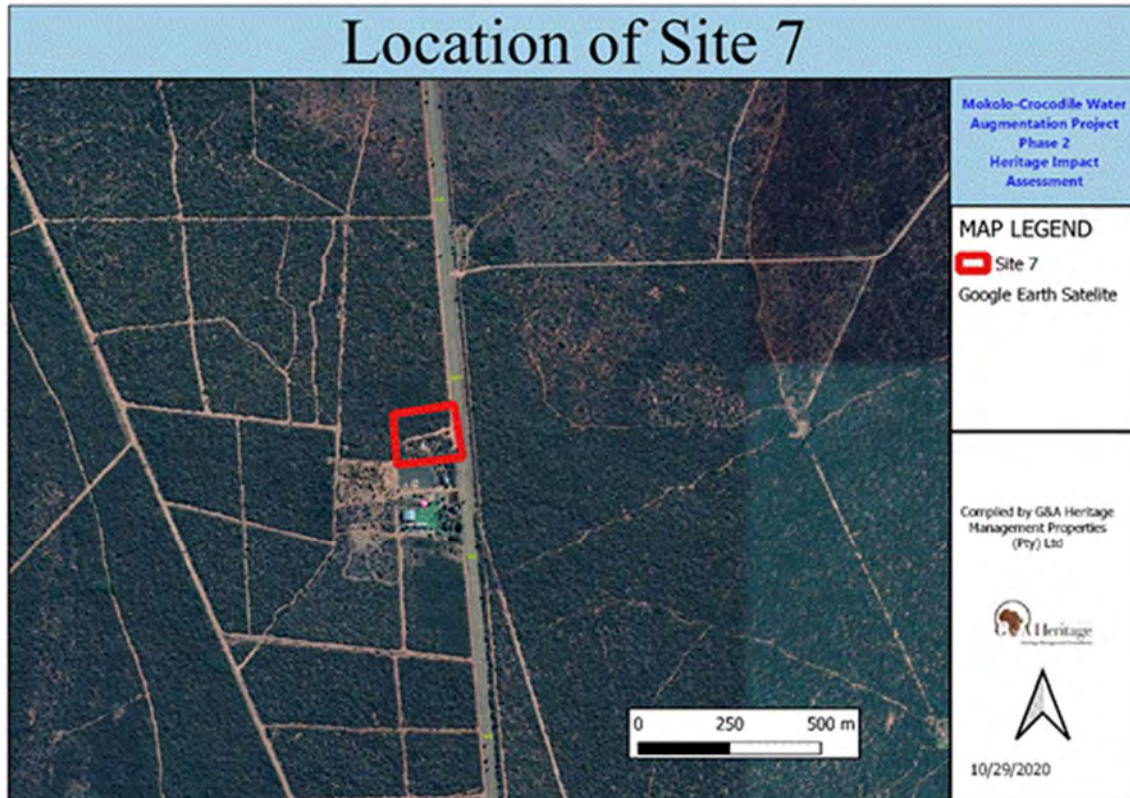 Location of Site 7
Mokolo-Crocodile Water
Augmentation Project
Phase 2
Heritage Impact
Assessment
MAP LEGEND
Site 7
Google Earth Satelite
Compiled by G&A Heritage
Management Properties
(Pty) Ltd
A Heritage
0 250 500 m
10/29/2020